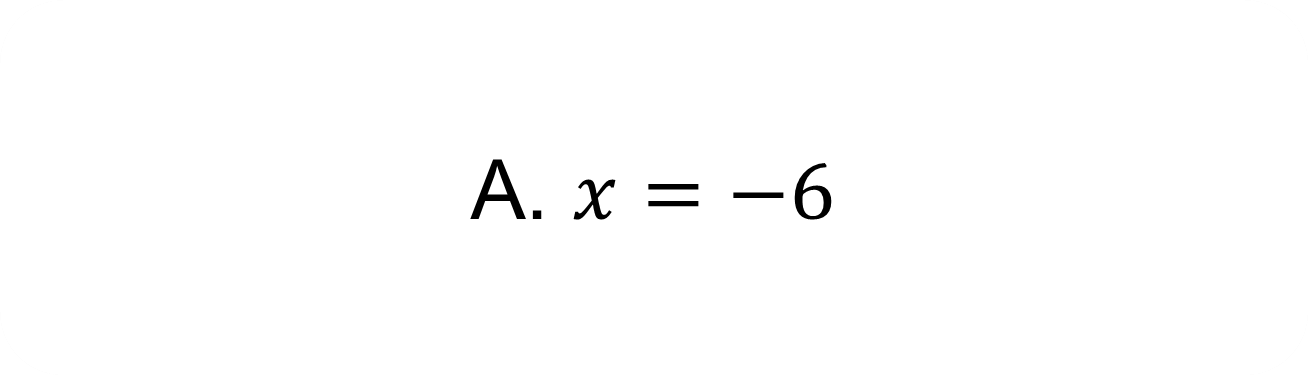 A. 𝑥 = −6